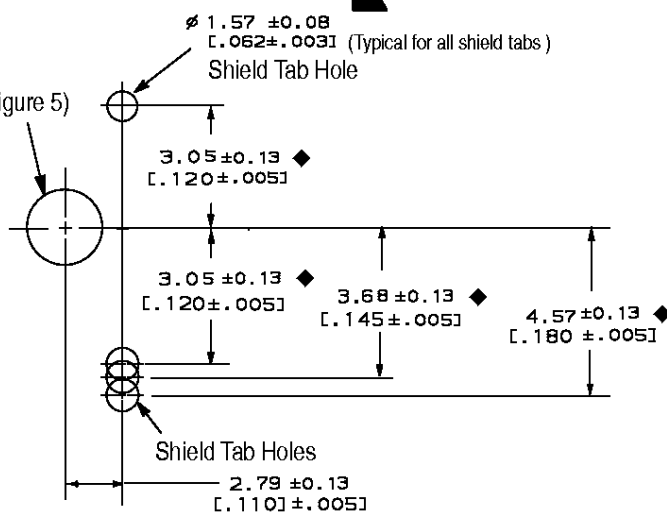 ø 1.57 ±0.08
[.062±.003] (Typical for all shield tabs )
Shield Tab Hole
igure 5)
3.05±0.13 ◆
[.120±.005]
3.05±0.13 ◆
[.120±.005]
3.68±0.13 ◆
[.145±.005]
4.57±0.13 ◆
[.180 ±.005]
Shield Tab Holes
2.79 ±0.13
[.110]±.005]